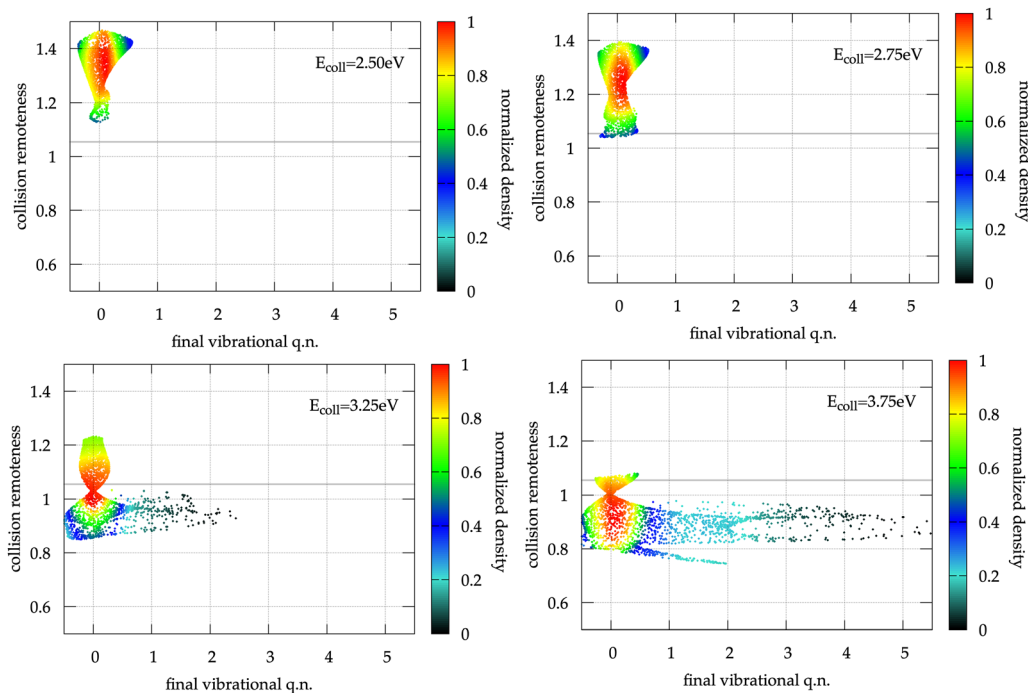 1.4
1.2
1
0.8
0.6
collision remoteness
E_coll=2.50eV
0 1 2 3 4 5
final vibrational q.n.
1
0.8
0.6
0.4
0.2
0
normalized density
1.4
1.2
1
0.8
0.6
collision remoteness
E_coll=2.75eV
0 1 2 3 4 5
final vibrational q.n.
1
0.8
0.6
0.4
0.2
0
normalized density
1.4
1.2
1
0.8
0.6
collision remoteness
E_coll=3.25eV
0 1 2 3 4 5
final vibrational q.n.
1
0.8
0.6
0.4
0.2
0
normalized density
1.4
1.2
1
0.8
0.6
collision remoteness
E_coll=3.75eV
0 1 2 3 4 5
final vibrational q.n.
1
0.8
0.6
0.4
0.2
0
normalized density